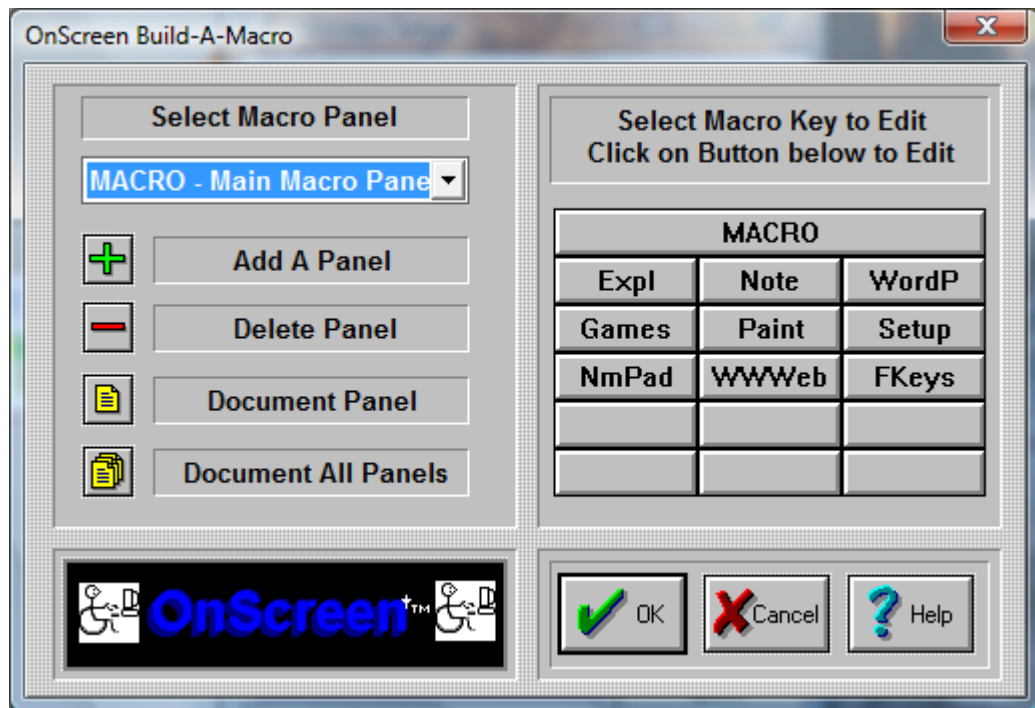 OnScreen Build-A-Macro
Select Macro Panel
MACRO - Main Macro Pane
Add A Panel
Delete Panel
Document Panel
Document All Panels
Select Macro Key to Edit
Click on Button below to Edit
MACRO
Expl Note WordP
Games Paint Setup
NmPad WWWeb FKeys
OnScreen*™
OK Cancel Help